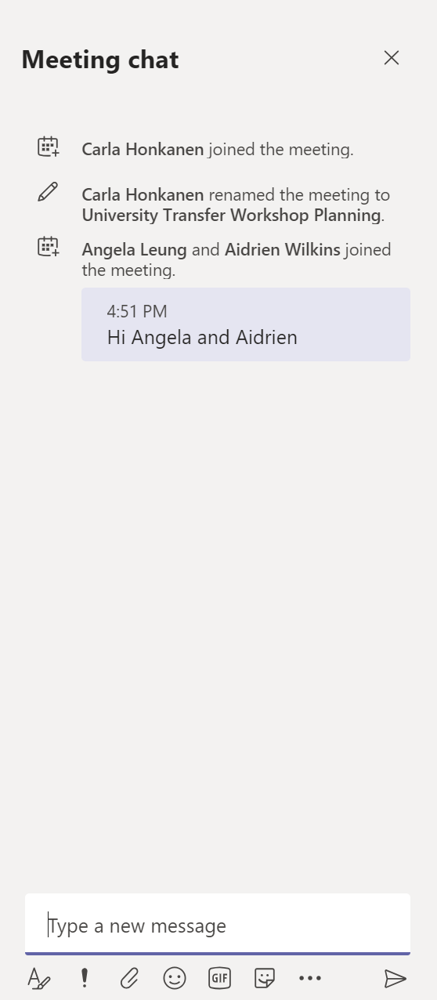 Meeting chat
Carla Honkanen joined the meeting.
Carla Honkanen renamed the meeting to
University Transfer Workshop Planning.
Angela Leung and Aidrien Wilkins joined
the meeting.
4:51 PM
Hi Angela and Aidrien
Type a new message
GIF